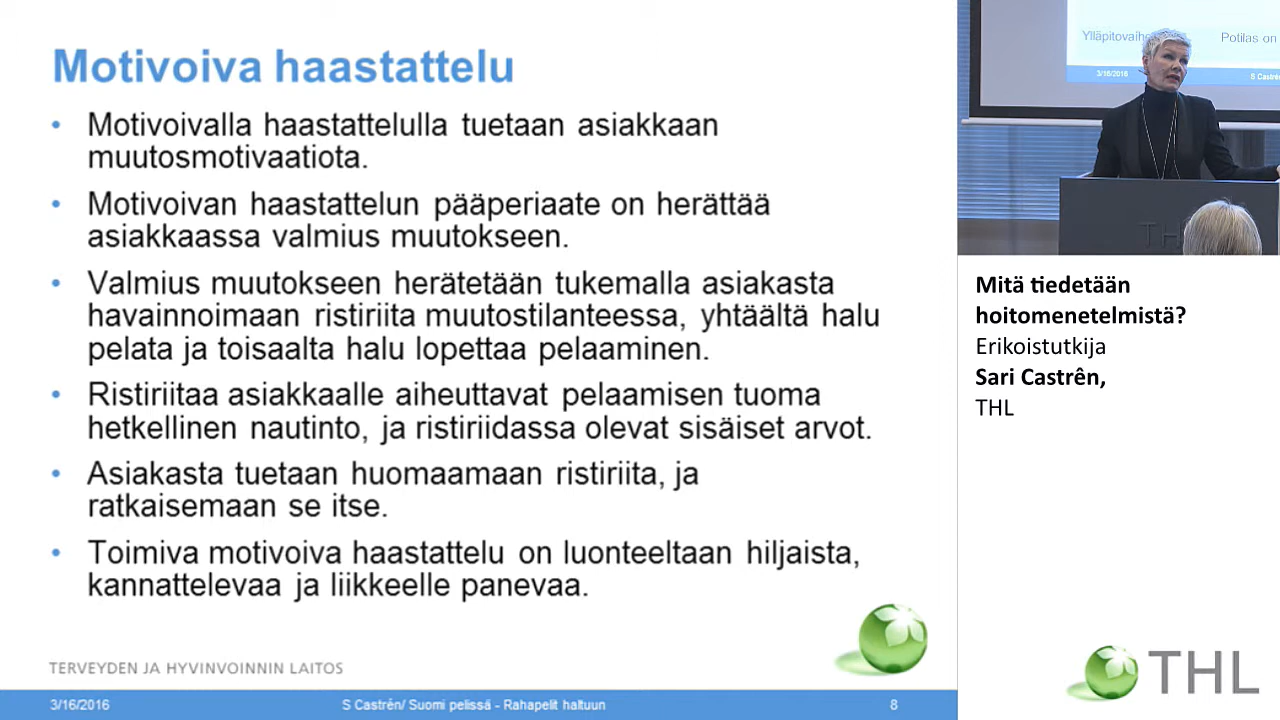 Motivoiva haastattelu
• Motivoivalla haastattelulla tuetaan asiakkaan
muutosmotivaatiota.
• Motivoivan haastattelun pääperiaate on herättää
asiakkaassa valmius muutokseen.
• Valmius muutokseen herätetään tukemalla asiakasta
havainnoimaan ristiriita muutostilanteessa, yhtäältä halu
pelata ja toisaalta halu lopettaa pelaaminen.
• Ristiriitaa asiakkaalle aiheuttavat pelaamisen tuoma
hetkellinen nautinto, ja ristiriidassa olevat sisäiset arvot.
• Asiakasta tuetaan huomaamaan ristiriita, ja
ratkaisemaan se itse.
• Toimiva motivoiva haastattelu on luonteeltaan hiljaista,
kannattelevaa ja liikkeelle panevaa.
TERVEYDEN JA HYVINVOINNIN LAITOS
3/16/2016 S Castrên/ Suomi pelissä - Rahapelit haltuun 8
Potilas on
3/16/2016
Mitä tiedetään
hoitomenetelmistä?
Erikoistutkija
Sari Castrên,
THL
THL